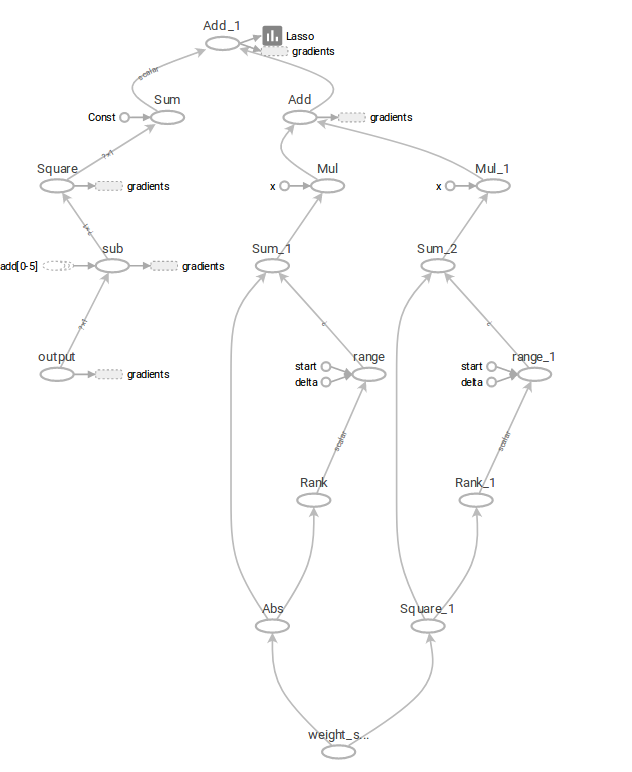 Add_1
Lasso
gradients
scalar
Sum
Add
Const
gradients
?×?
Square
Mul
Mul_1
gradients
x
x
sub
Sum_1
Sum_2
add[0-5]
gradients
output
range
range_1
gradients
start
start
delta
delta
scalar
scalar
Rank
Rank_1
Abs
Square_1
weight_s...